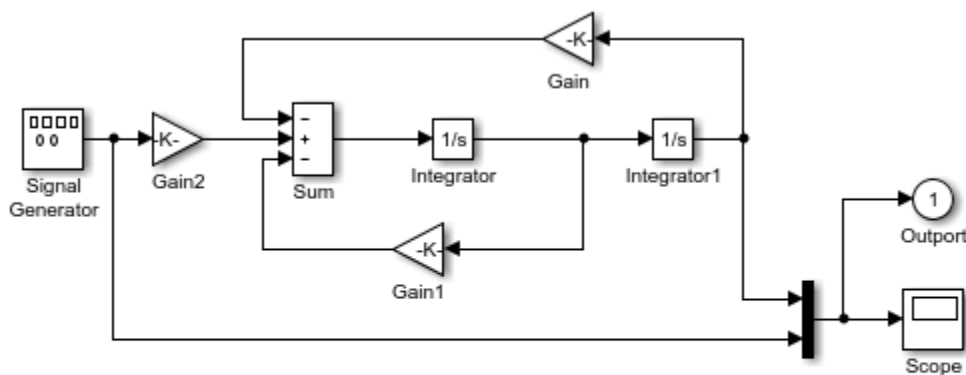 -K-
Gain
Signal
Generator
-K-
Gain2
−
+
−
Sum
1/s
Integrator
1/s
Integrator1
-K-
Gain1
1
Outport
Scope